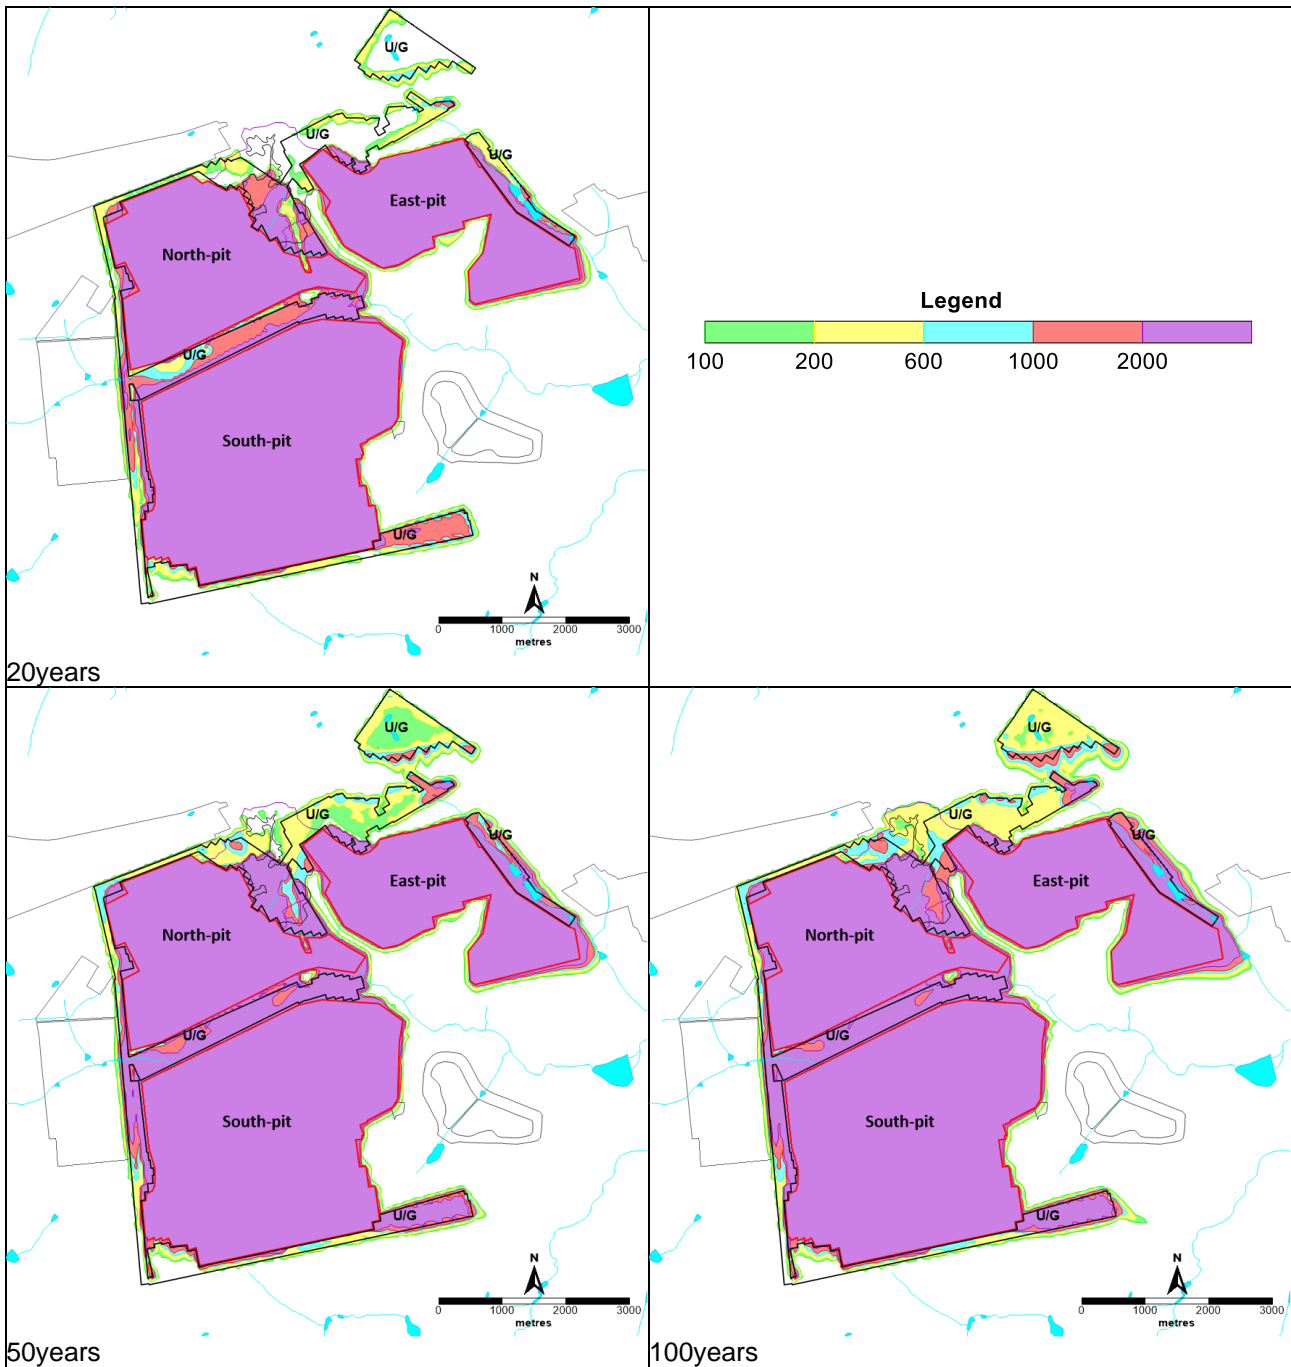 U/G
U/G
U/G
East-pit
North-pit
U/G
South-pit
U/G
N
0 1000 2000 3000
metres
20years
Legend
100 200 600 1000 2000
U/G
U/G
U/G
East-pit
North-pit
U/G
South-pit
U/G
N
0 1000 2000 3000
metres
50years
U/G
U/G
U/G
East-pit
North-pit
U/G
South-pit
U/G
N
0 1000 2000 3000
metres
100years